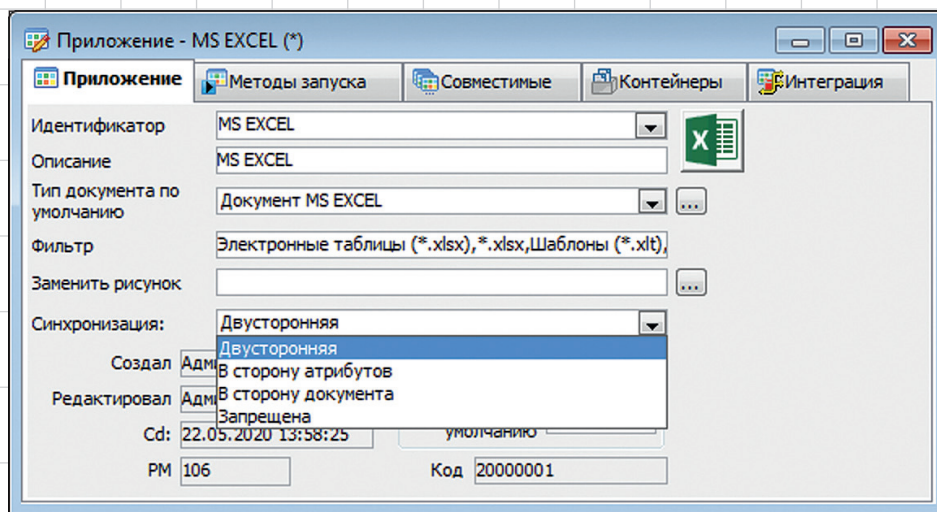 Приложение - MS EXCEL (*)
Приложение Методы запуска Совместимые Контейнеры Интеграция
Идентификатор MS EXCEL
Описание MS EXCEL
Тип документа по умолчанию Документ MS EXCEL ...
Фильтр Электронные таблицы (*.xlsx),*.xlsx,Шаблоны (*.xlt),
Заменить рисунок ...
Синхронизация: Двусторонняя
Двусторонняя
В сторону атрибутов
В сторону документа
Запрещена
Создал
Редактировал
Cd: 22.05.2020 13:58:25 умолчанию
PM 106 Код 20000001